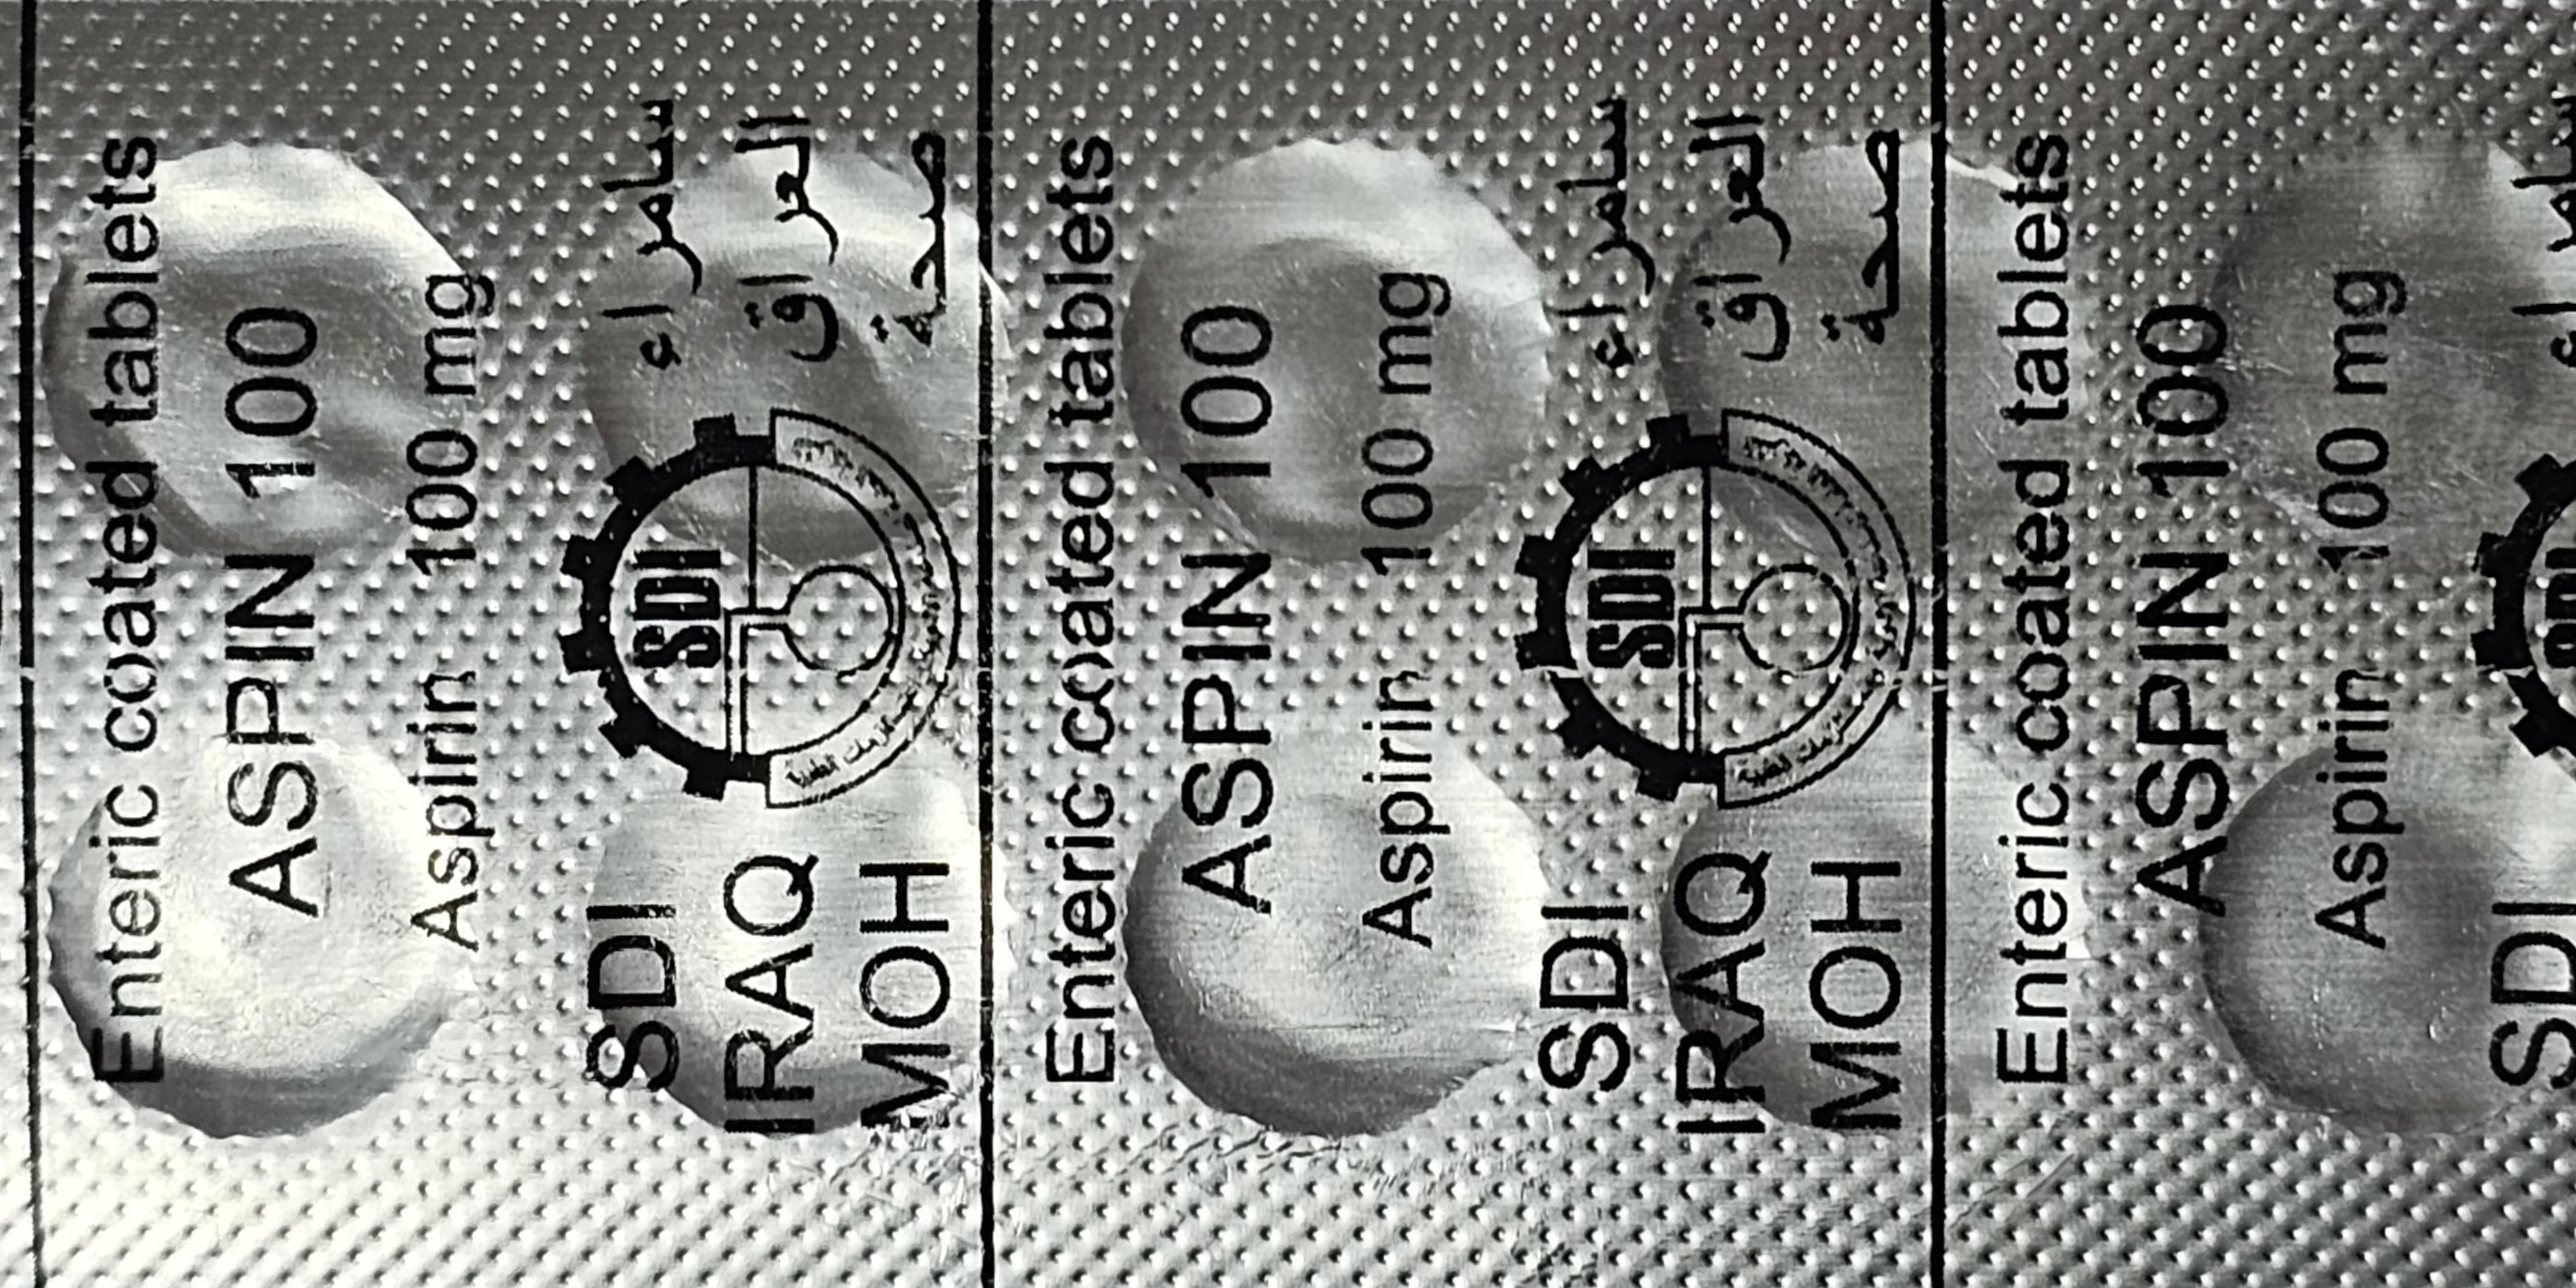 Enteric coated tablets
ASPIN 100
Aspirin 100 mg
SDI سامراء
IRAQ العراق
MOH صحة
SDI
Enteric coated tablets
ASPIN 100
Aspirin 100 mg
SDI سامراء
IRAQ العراق
MOH صحة
SDI
Enteric coated tablets
ASPIN 100
Aspirin 100 mg
SDI